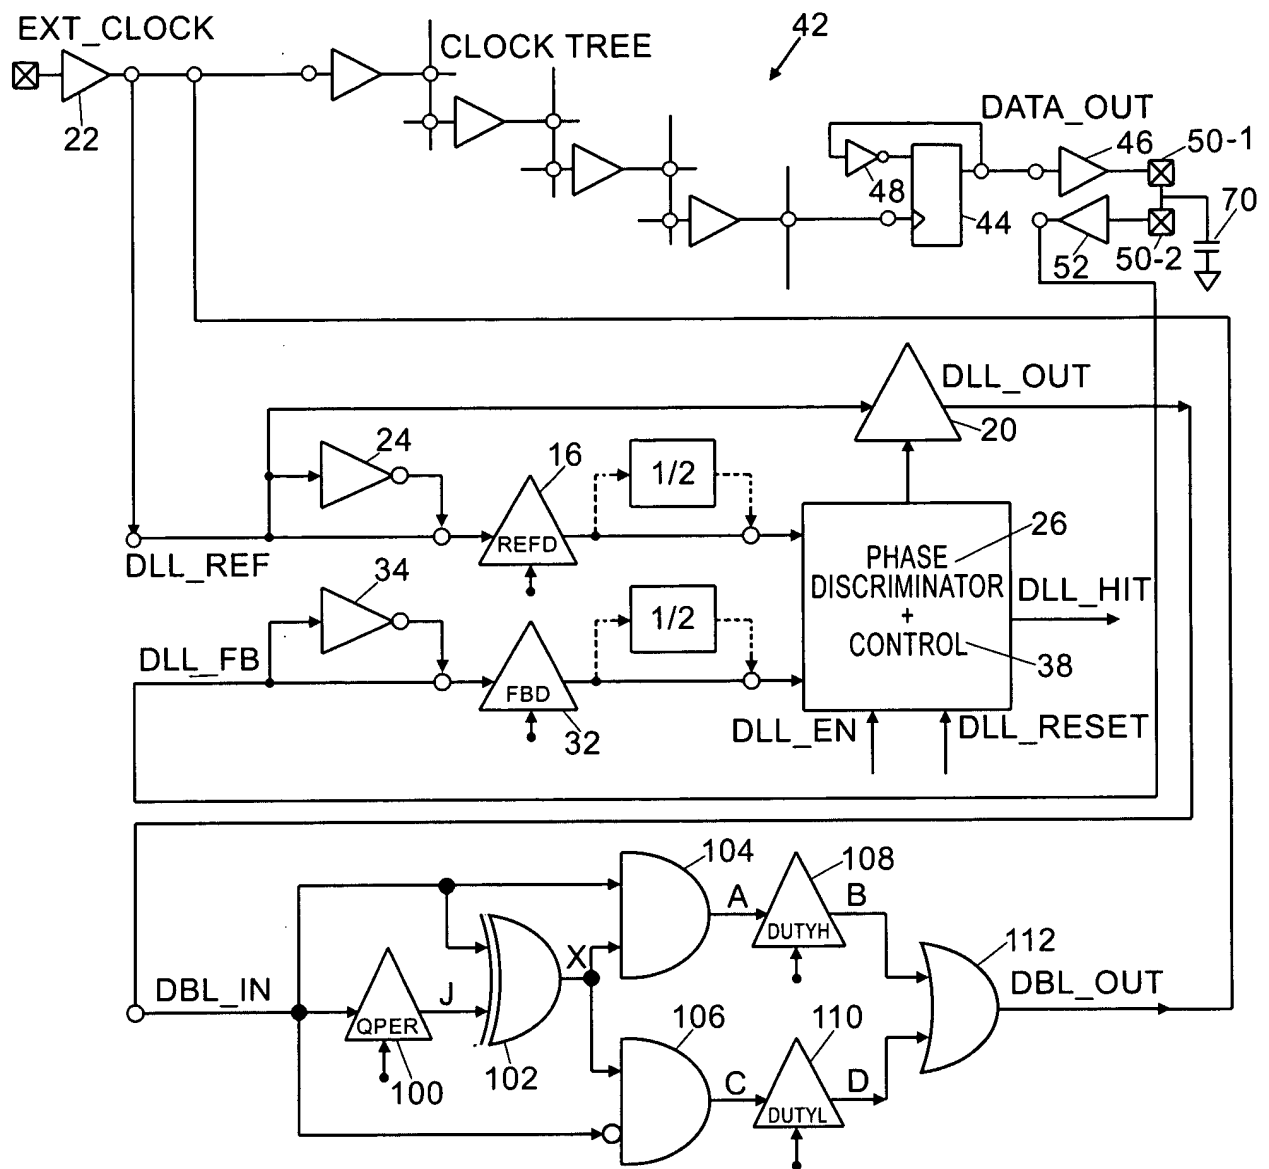 EXT_CLOCK
CLOCK TREE
42
22
DATA_OUT
46
50-1
48
44
52
50-2
70
DLL_OUT
20
24
16
1/2
REFD
DLL_REF
PHASE
DISCRIMINATOR
+
CONTROL
26
38
DLL_HIT
34
1/2
DLL_FB
FBD
32
DLL_EN
DLL_RESET
104
108
A
B
DUTYH
112
X
DBL_IN
J
QPER
DBL_OUT
100
102
106
110
C
D
DUTYL